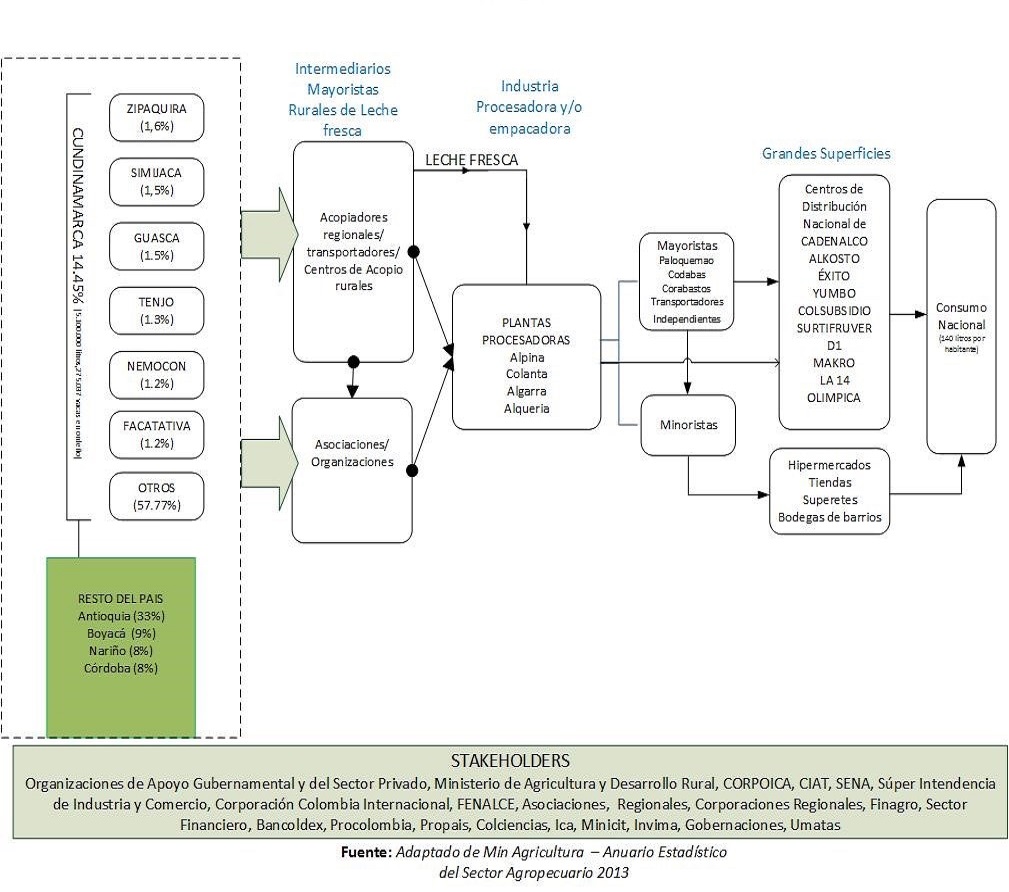 CUNDINAMARCA 14.45%
ZIPAQUIRA
(1,6%)
SIMIJACA
(1,5%)
GUASCA
(1.5%)
TENJO
(1.3%)
NEMOCON
(1.2%)
FACATATIVA
(1.2%)
OTROS
(57.77%)
RESTO DEL PAIS
Antioquia (33%)
Boyacá (9%)
Nariño (8%)
Córdoba (8%)
Intermediarios
Mayoristas
Rurales de Leche
fresca
Acopiadores
regionales/
transportadores/
Centros de Acopio
rurales
Asociaciones/
Organizaciones
LECHE FRESCA
Industria
Procesadora y/o
empacadora
PLANTAS
PROCESADORAS
Alpina
Colanta
Algarra
Alqueria
Mayoristas
Paloquemao
Codabas
Corabastos
Transportadores
Independientes
Minoristas
Grandes Superficies
Centros de
Distribución
Nacional de
CADENALCO
ALKOSTO
ÉXITO
YUMBO
COLSUBSIDIO
SURTIFRUVER
D1
MAKRO
LA 14
OLIMPICA
Hipermercados
Tiendas
Superetes
Bodegas de barrios
Consumo
Nacional
(140 litros por
habitante)
STAKEHOLDERS
Organizaciones de Apoyo Gubernamental y del Sector Privado, Ministerio de Agricultura y Desarrollo Rural, CORPOICA, CIAT, SENA, Súper Intendencia
de Industria y Comercio, Corporación Colombia Internacional, FENALCE, Asociaciones, Regionales, Corporaciones Regionales, Finagro, Sector
Financiero, Bancoldex, Procolombia, Propais, Colciencias, Ica, Minicit, Invima, Gobernaciones, Umatas
Fuente: Adaptado de Min Agricultura – Anuario Estadístico
del Sector Agropecuario 2013